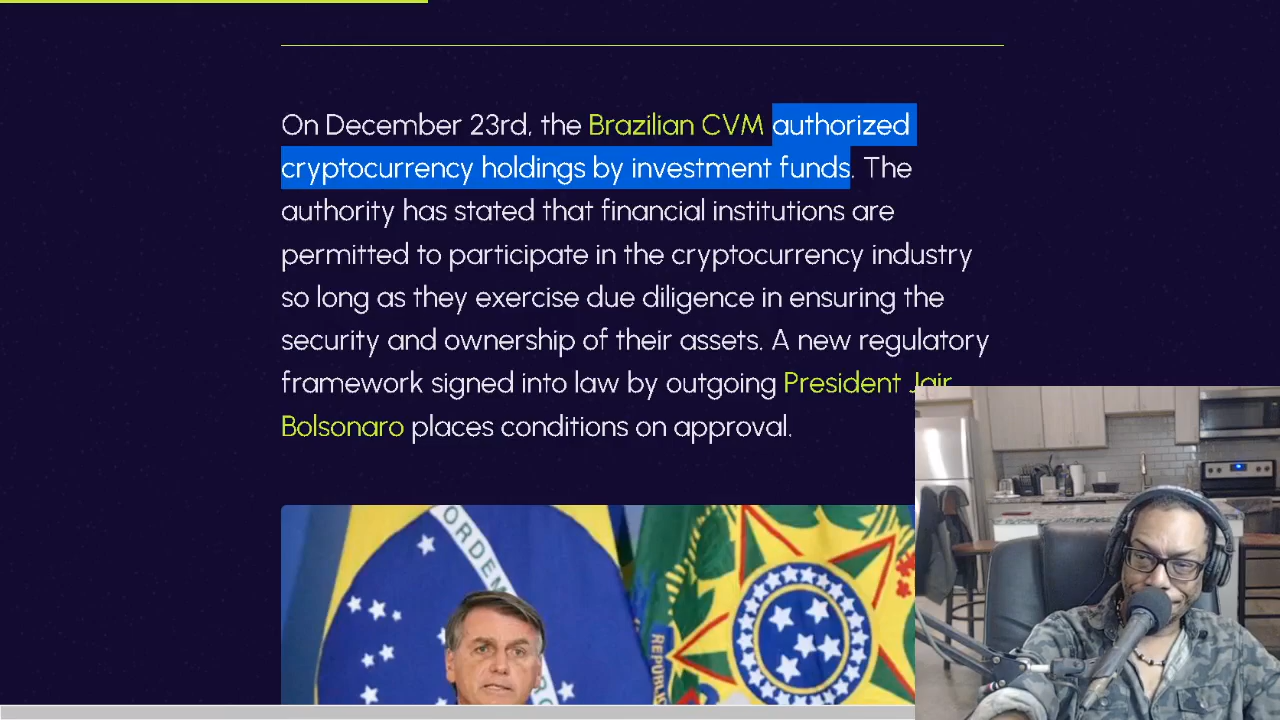 On December 23rd, the Brazilian CVM authorized
cryptocurrency holdings by investment funds. The
authority has stated that financial institutions are
permitted to participate in the cryptocurrency industry
so long as they exercise due diligence in ensuring the
security and ownership of their assets. A new regulatory
framework signed into law by outgoing President Jair
Bolsonaro places conditions on approval.
ORDEM